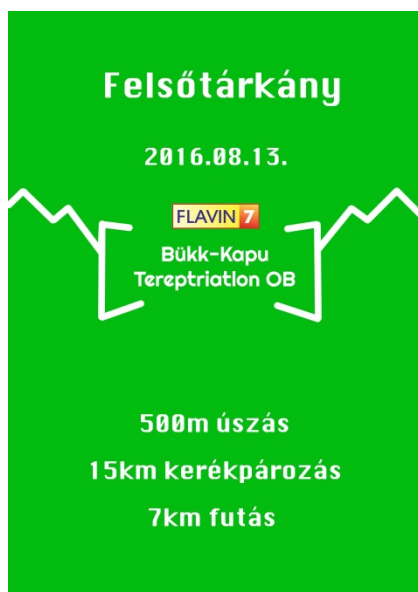 Felsőtárkány
2016.08.13.
FLAVIN 7
Bükk-Kapu
Tereptriatlon OB
500m úszás
15km kerékpározás
7km futás